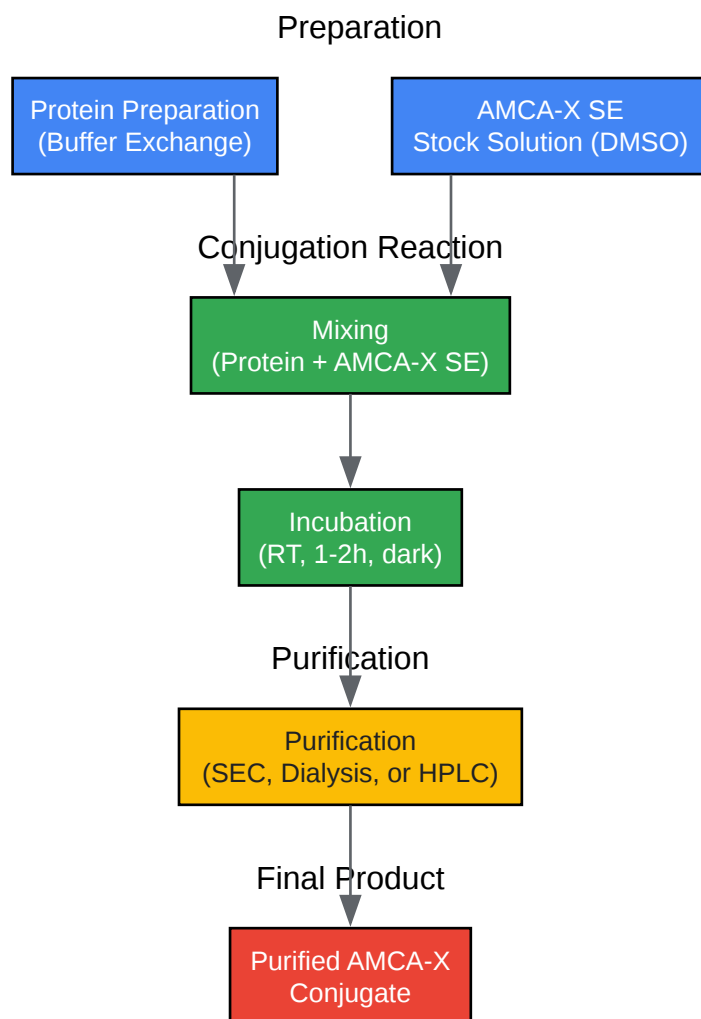 Preparation
Protein Preparation
(Buffer Exchange)
AMCA-X SE
Stock Solution (DMSO)
Conjugation Reaction
Mixing
(Protein + AMCA-X SE)
Incubation
(RT, 1-2h, dark)
Purification
Purification
(SEC, Dialysis, or HPLC)
Final Product
Purified AMCA-X
Conjugate